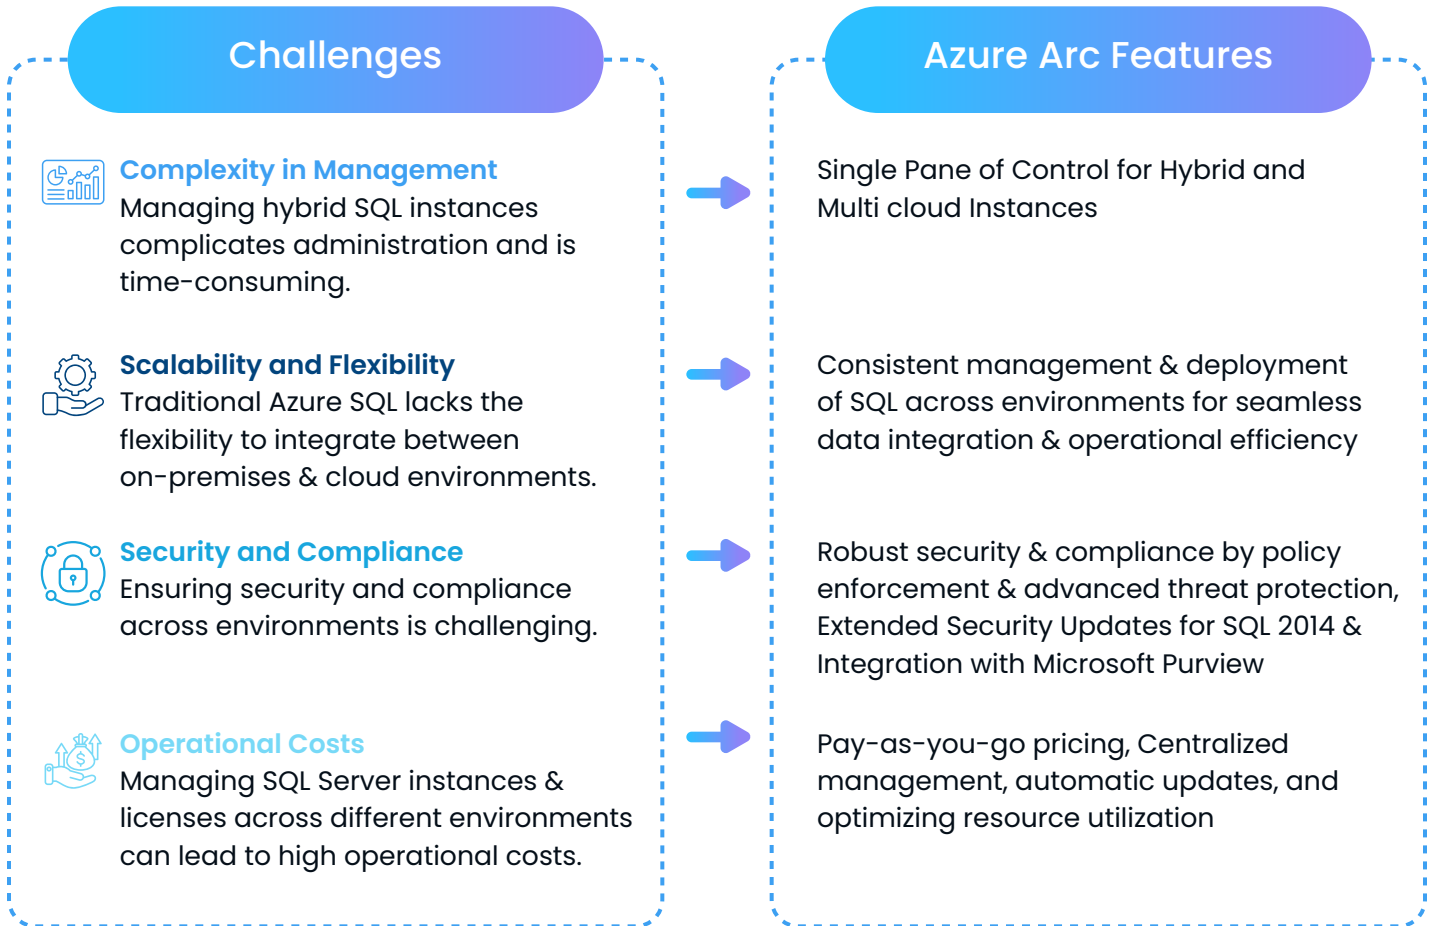 Challenges
Complexity in Management
Managing hybrid SQL instances
complicates administration and is
time-consuming.
Scalability and Flexibility
Traditional Azure SQL lacks the
flexibility to integrate between
on-premises & cloud environments.
Security and Compliance
Ensuring security and compliance
across environments is challenging.
Operational Costs
Managing SQL Server instances &
licenses across different environments
can lead to high operational costs.
Azure Arc Features
Single Pane of Control for Hybrid and
Multi cloud Instances
Consistent management & deployment
of SQL across environments for seamless
data integration & operational efficiency
Robust security & compliance by policy
enforcement & advanced threat protection,
Extended Security Updates for SQL 2014 &
Integration with Microsoft Purview
Pay-as-you-go pricing, Centralized
management, automatic updates, and
optimizing resource utilization